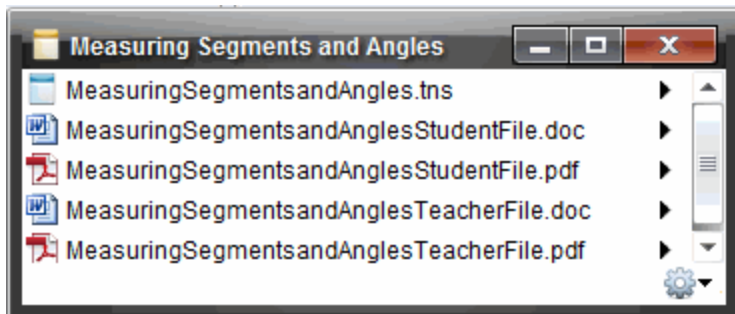 Measuring Segments and Angles
MeasuringSegmentsandAngles.tns
MeasuringSegmentsandAnglesStudentFile.doc
MeasuringSegmentsandAnglesStudentFile.pdf
MeasuringSegmentsandAnglesTeacherFile.doc
MeasuringSegmentsandAnglesTeacherFile.pdf